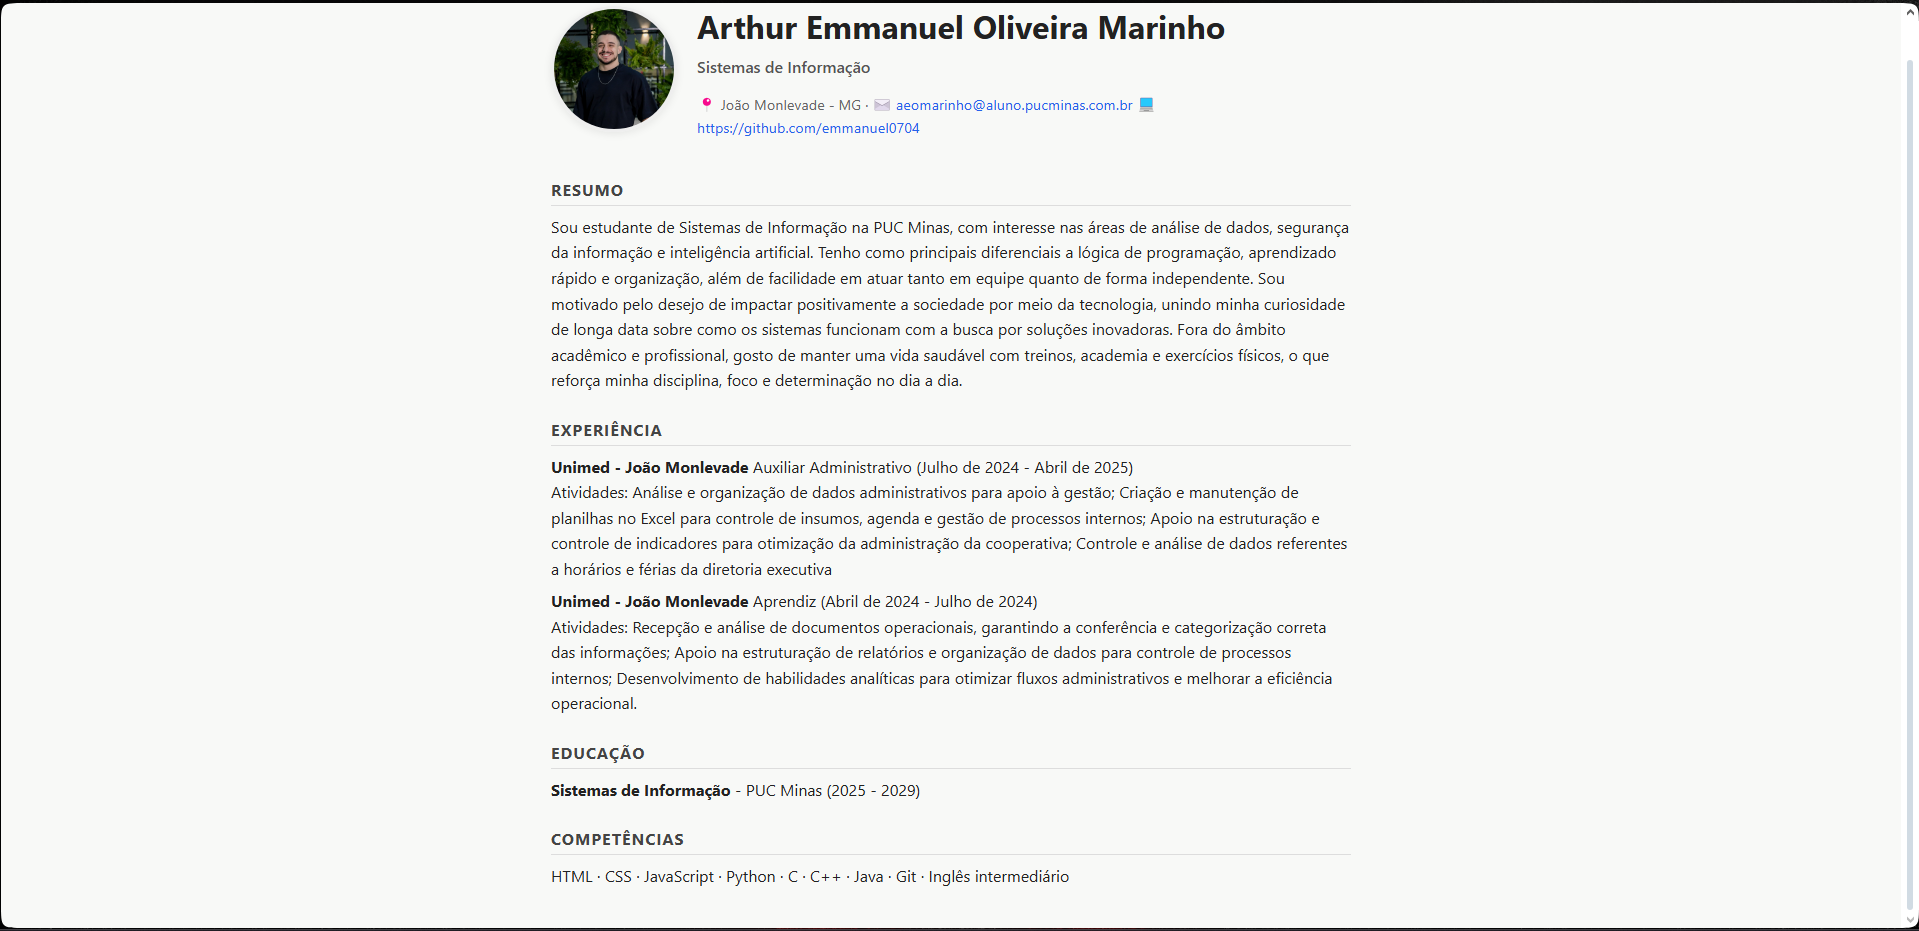 Arthur Emmanuel Oliveira Marinho
Sistemas de Informação
João Monlevade - MG · aeomarinho@aluno.pucminas.com.br
https://github.com/emmanuel0704
RESUMO
Sou estudante de Sistemas de Informação na PUC Minas, com interesse nas áreas de análise de dados, segurança
da informação e inteligência artificial. Tenho como principais diferenciais a lógica de programação, aprendizado
rápido e organização, além de facilidade em atuar tanto em equipe quanto de forma independente. Sou
motivado pelo desejo de impactar positivamente a sociedade por meio da tecnologia, unindo minha curiosidade
de longa data sobre como os sistemas funcionam com a busca por soluções inovadoras. Fora do âmbito
acadêmico e profissional, gosto de manter uma vida saudável com treinos, academia e exercícios físicos, o que
reforça minha disciplina, foco e determinação no dia a dia.
EXPERIÊNCIA
Unimed - João Monlevade Auxiliar Administrativo (Julho de 2024 - Abril de 2025)
Atividades: Análise e organização de dados administrativos para apoio à gestão; Criação e manutenção de
planilhas no Excel para controle de insumos, agenda e gestão de processos internos; Apoio na estruturação e
controle de indicadores para otimização da administração da cooperativa; Controle e análise de dados referentes
a horários e férias da diretoria executiva
Unimed - João Monlevade Aprendiz (Abril de 2024 - Julho de 2024)
Atividades: Recepção e análise de documentos operacionais, garantindo a conferência e categorização correta
das informações; Apoio na estruturação de relatórios e organização de dados para controle de processos
internos; Desenvolvimento de habilidades analíticas para otimizar fluxos administrativos e melhorar a eficiência
operacional.
EDUCAÇÃO
Sistemas de Informação - PUC Minas (2025 - 2029)
COMPETÊNCIAS
HTML · CSS · JavaScript · Python · C · C++ · Java · Git · Inglês intermediário